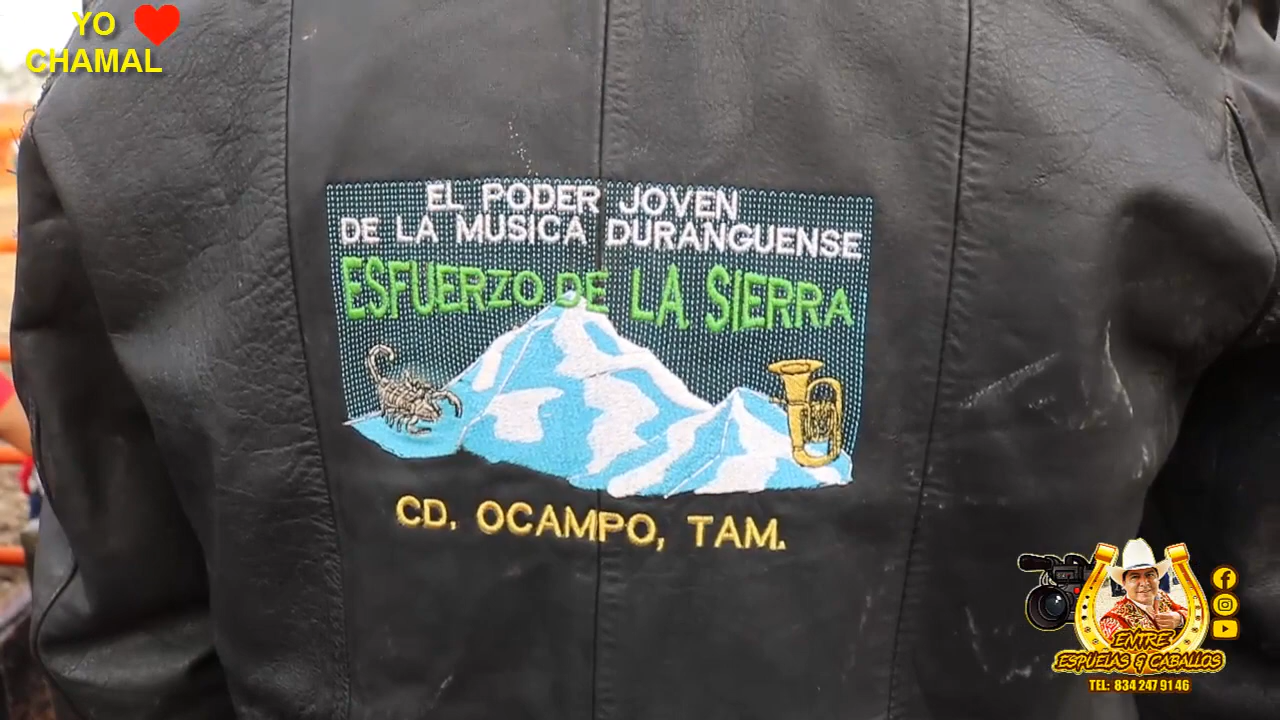 YO
CHAMAL
EL PODER JOVEN
DE LA MUSICA DURANGUENSE
ESFUERZO DE LA SIERRA
CD. OCAMPO, TAM.
ENTRE
ESPUELAS Y CABALLOS
TEL: 834 247 91 46